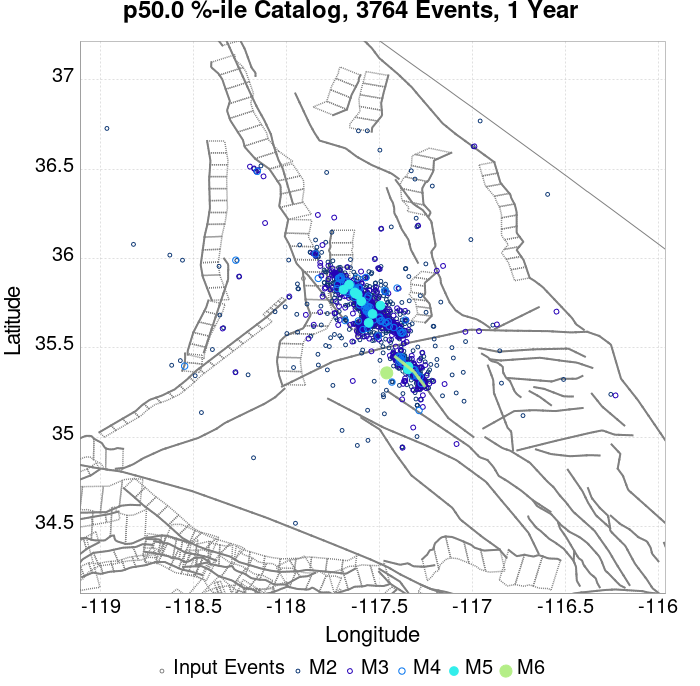 p50.0 %-ile Catalog, 3764 Events, 1 Year
37
36.5
36
35.5
35
34.5
Latitude
-119 -118.5 -118 -117.5 -117 -116.5 -116
Longitude
Input Events M2 M3 M4 M5 M6